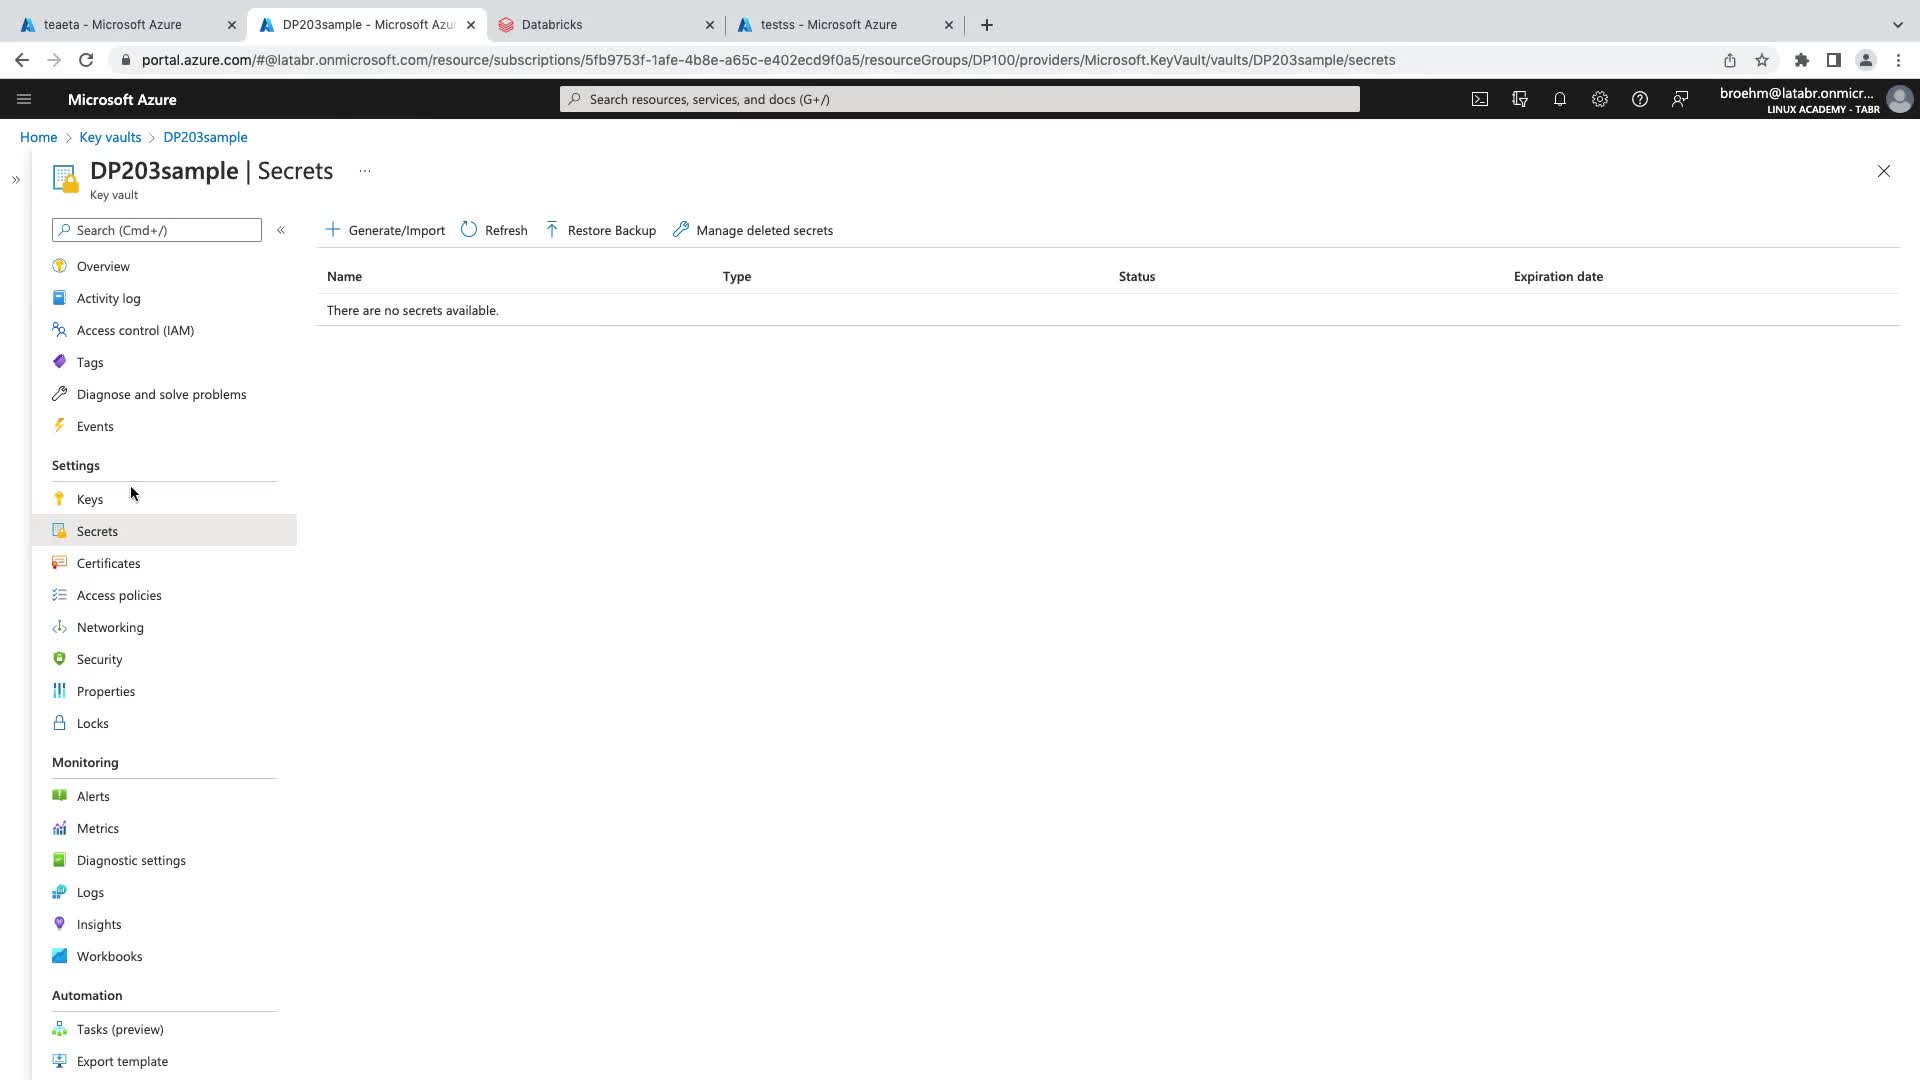 teaeta - Microsoft Azure
DP203sample - Microsoft Azu
Databricks
testss - Microsoft Azure
portal.azure.com/#@latabr.onmicrosoft.com/resource/subscriptions/5fb9753f-1afe-4b8e-a65c-e402ecd9f0a5/resourceGroups/DP100/providers/Microsoft.KeyVault/vaults/DP203sample/secrets
Microsoft Azure
Search resources, services, and docs (G+/)
broehm@latabr.onmicr...
LINUX ACADEMY - TABR
Home > Key vaults > DP203sample
DP203sample | Secrets ...
Key vault
Search (Cmd+/)
Generate/Import
Refresh
Restore Backup
Manage deleted secrets
Name Type Status Expiration date
There are no secrets available.
Overview
Activity log
Access control (IAM)
Tags
Diagnose and solve problems
Events
Settings
Keys
Secrets
Certificates
Access policies
Networking
Security
Properties
Locks
Monitoring
Alerts
Metrics
Diagnostic settings
Logs
Insights
Workbooks
Automation
Tasks (preview)
Export template